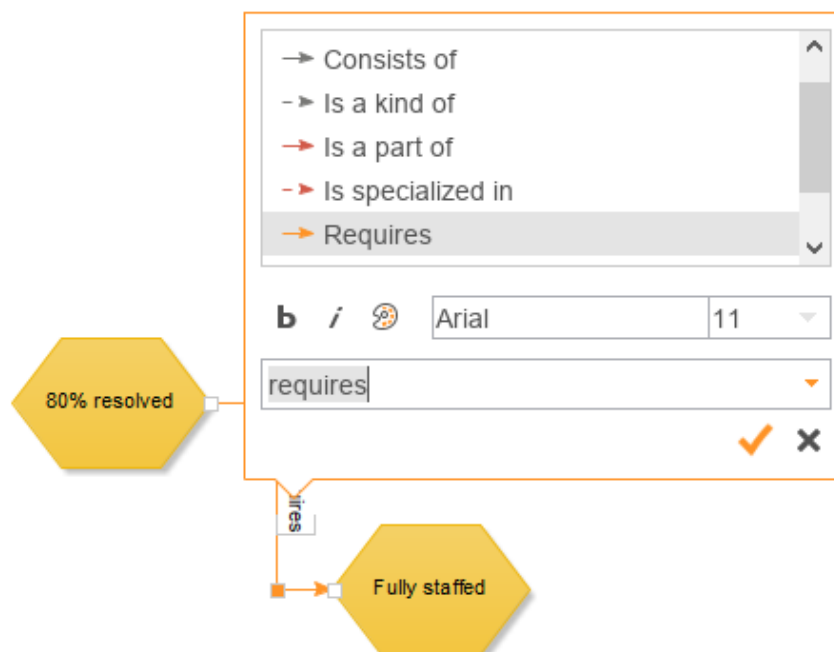 Consists of
Is a kind of
Is a part of
Is specialized in
Requires
b i Arial 11
requires
80% resolved
Fully staffed